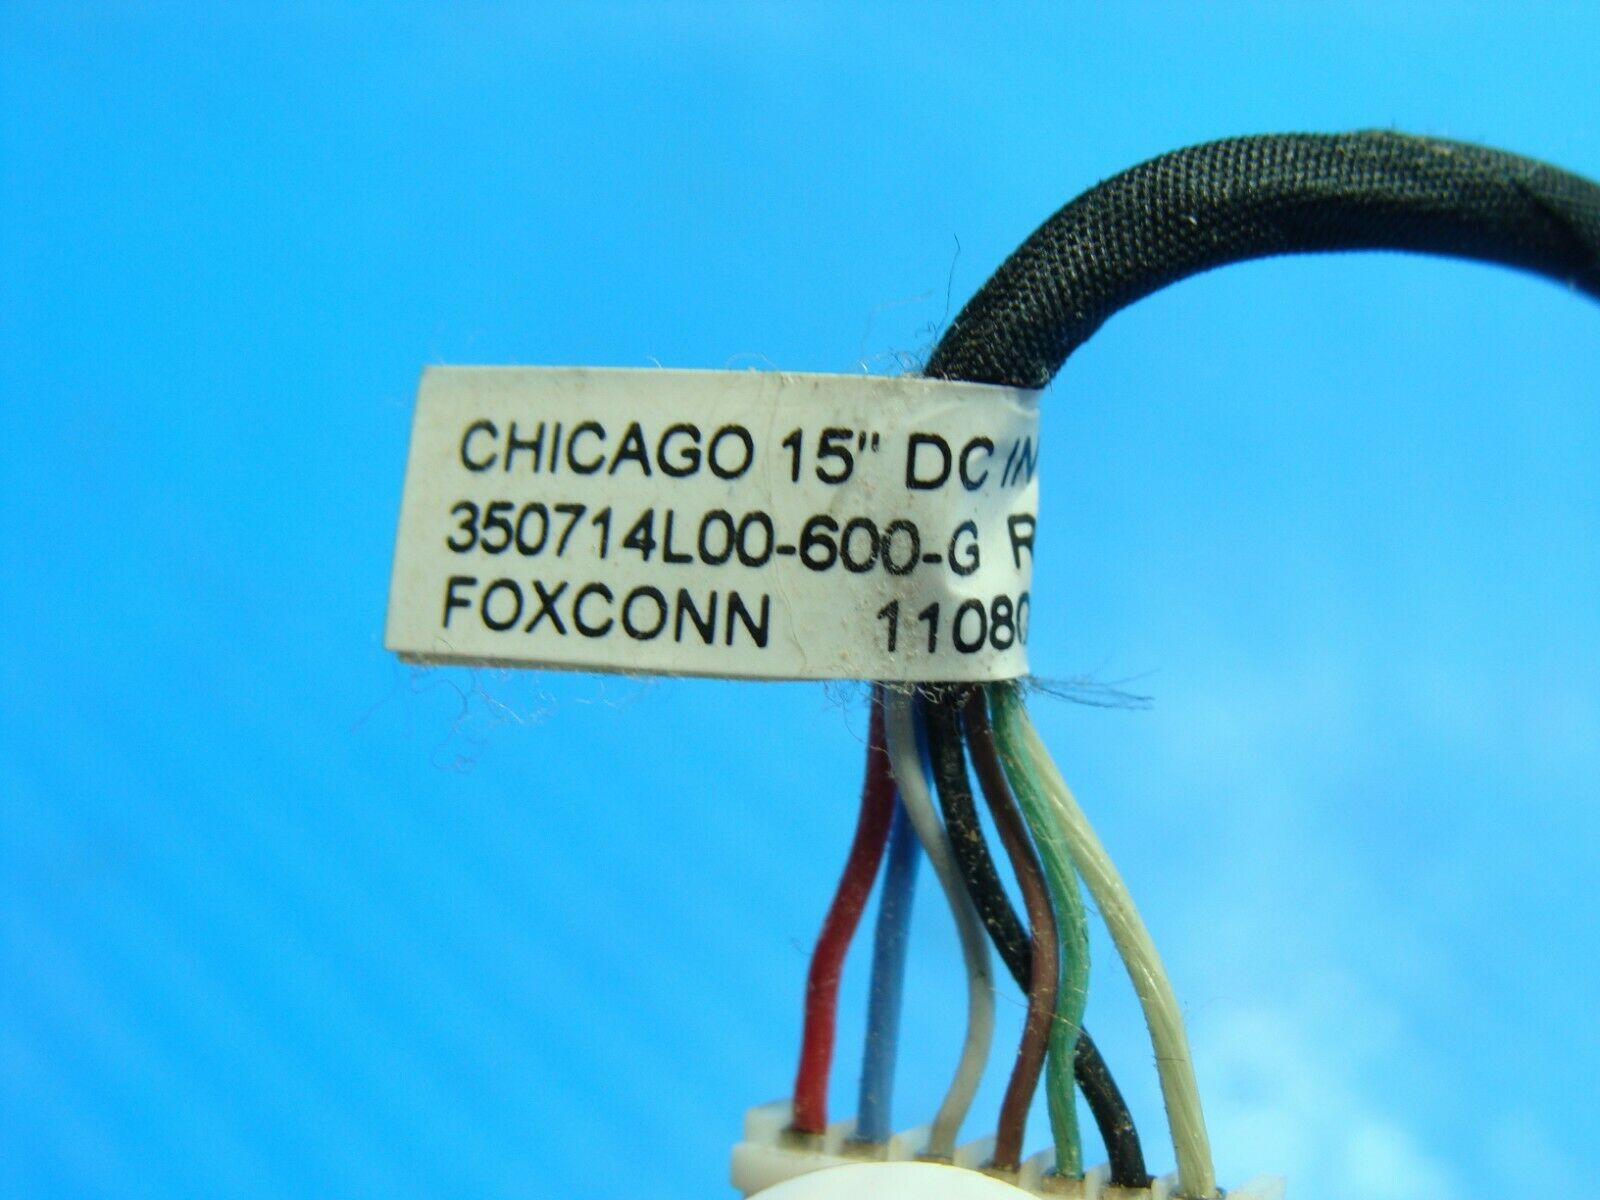 CHICAGO 15" DC IN
350714L00-600-G R
FOXCONN 1108